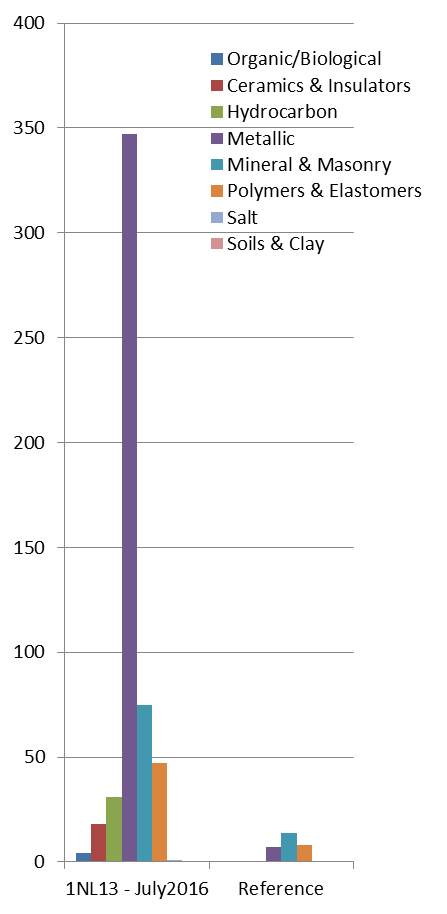 400
350
300
250
200
150
100
50
0
Organic/Biological
Ceramics & Insulators
Hydrocarbon
Metallic
Mineral & Masonry
Polymers & Elastomers
Salt
Soils & Clay
1NL13 - July2016
Reference